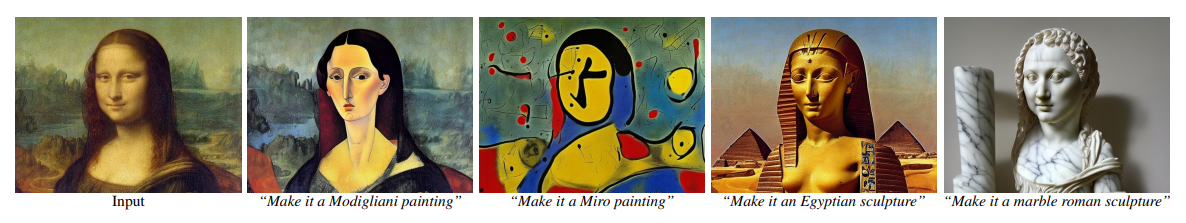 Input
“Make it a Modigliani painting”
“Make it a Miro painting”
“Make it an Egyptian sculpture”
“Make it a marble roman sculpture”